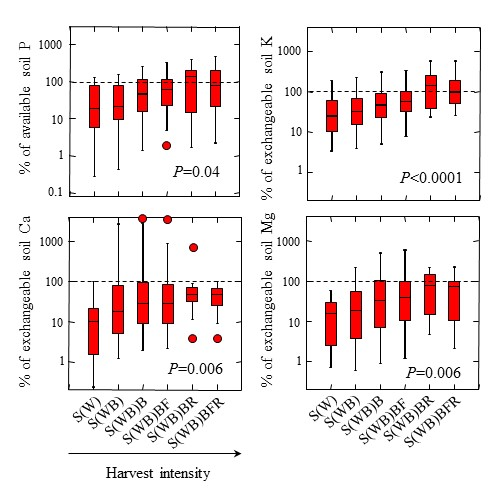 % of available soil P
1000
100
10
1
0.1
P=0.04
% of exchangeable soil K
1000
100
10
1
P<0.0001
% of exchangeable soil Ca
1000
100
10
1
P=0.006
S(W)
S(WB)
S(WB)B
S(WB)BF
S(WB)BR
S(WB)BFR
% of exchangeable soil Mg
1000
100
10
1
P=0.006
S(W)
S(WB)
S(WB)B
S(WB)BF
S(WB)BR
S(WB)BFR
Harvest intensity